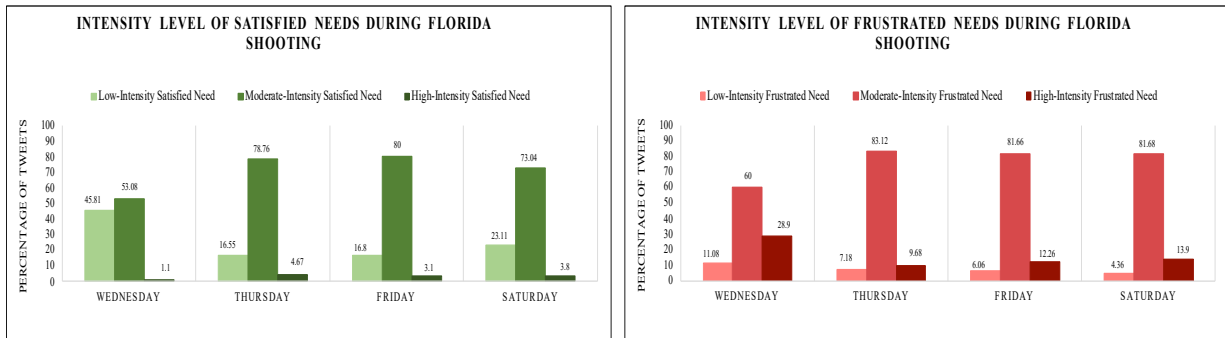 INTENSITY LEVEL OF SATISFIED NEEDS DURING FLORIDA
SHOOTING
Low-Intensity Satisfied Need Moderate-Intensity Satisfied Need High-Intensity Satisfied Need
PERCENTAGE OF TWEETS
100
90
80
70
60
50
40
30
20
10
0
45.81 53.08 1.1
16.55 78.76 4.67
16.8 80 3.1
23.11 73.04 3.8
WEDNESDAY THURSDAY FRIDAY SATURDAY
INTENSITY LEVEL OF FRUSTRATED NEEDS DURING FLORIDA
SHOOTING
Low-Intensity Frustrated Need Moderate-Intensity Frustrated Need High-Intensity Frustrated Need
PERCENTAGE OF TWEETS
100
90
80
70
60
50
40
30
20
10
0
11.08 60 28.9
7.18 83.12 9.68
6.06 81.66 12.26
4.36 81.68 13.9
WEDNESDAY THURSDAY FRIDAY SATURDAY